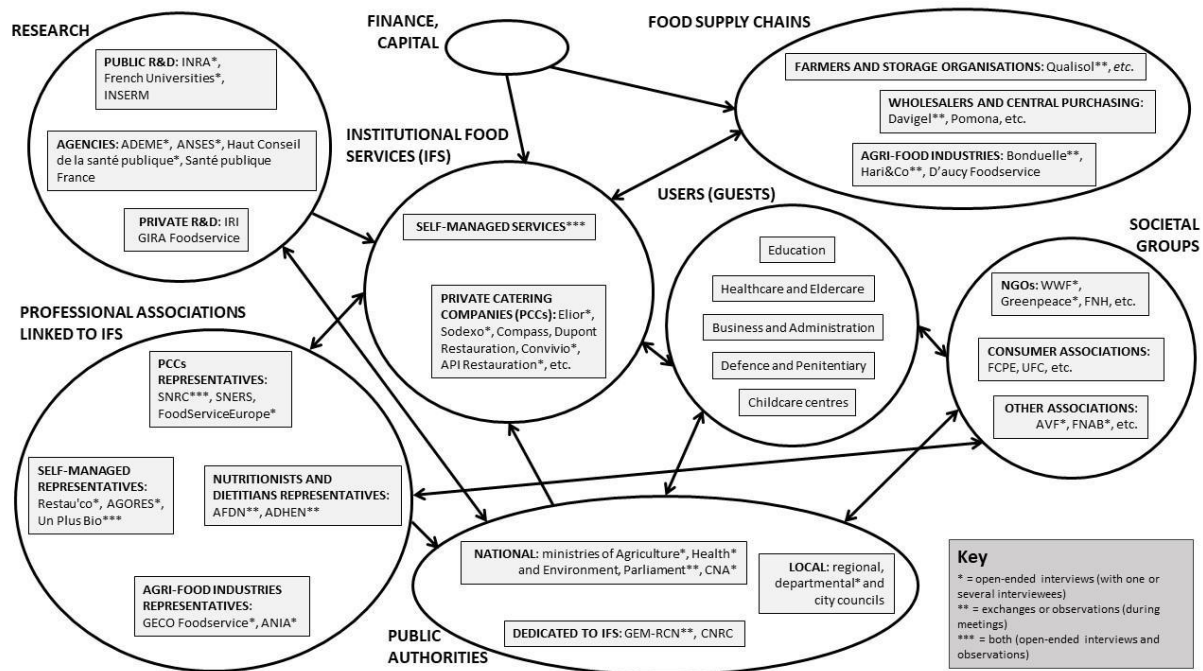 RESEARCH
PUBLIC R&D: INRA*,
French Universities*,
INSERM
AGENCIES: ADEME*, ANSES*, Haut Conseil
de la santé publique*, Santé publique
France
PRIVATE R&D: IRI
GIRA Foodservice
FINANCE,
CAPITAL
FOOD SUPPLY CHAINS
FARMERS AND STORAGE ORGANISATIONS: Qualisol**, etc.
WHOLESALERS AND CENTRAL PURCHASING:
Davigel**, Pomona, etc.
AGRI-FOOD INDUSTRIES: Bonduelle**,
Hari&Co**, D'aucy Foodservice
INSTITUTIONAL FOOD
SERVICES (IFS)
SELF-MANAGED SERVICES***
PRIVATE CATERING
COMPANIES (PCCs): Elior*,
Sodexo*, Compass, Dupont
Restauration, Convivio*,
API Restauration*, etc.
USERS (GUESTS)
Education
Healthcare and Eldercare
Business and Administration
Defence and Penitentiary
Childcare centres
SOCIETAL
GROUPS
NGOs: WWF*,
Greenpeace*, FNH, etc.
CONSUMER ASSOCIATIONS:
FCPE, UFC, etc.
OTHER ASSOCIATIONS:
AVF*, FNAB*, etc.
PROFESSIONAL ASSOCIATIONS
LINKED TO IFS
PCCs
REPRESENTATIVES:
SNRC***, SNERS,
FoodServiceEurope*
SELF-MANAGED
REPRESENTATIVES:
Restau'co*, AGORES*,
Un Plus Bio***
NUTRITIONISTS AND
DIETITIANS REPRESENTATIVES:
AFDN**, ADHEN**
AGRI-FOOD INDUSTRIES
REPRESENTATIVES:
GECO Foodservice*, ANIA*
NATIONAL: ministries of Agriculture*, Health*
and Environment, Parliament**, CNA*
LOCAL: regional,
departmental* and
city councils
DEDICATED TO IFS: GEM-RCN**, CNRC
PUBLIC
AUTHORITIES
Key
* = open-ended interviews (with one or
several interviewees)
** = exchanges or observations (during
meetings)
*** = both (open-ended interviews and
observations)